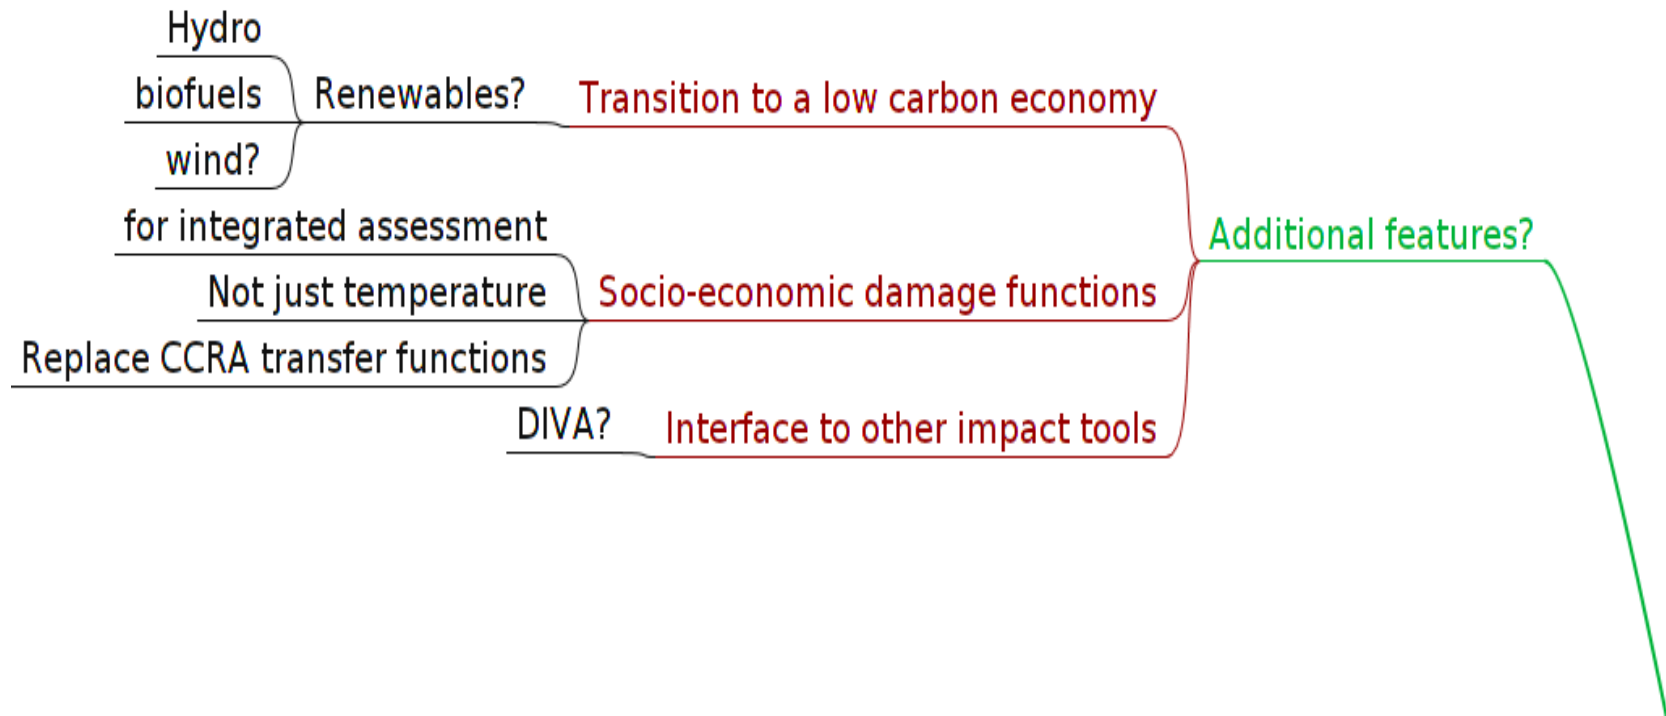 Hydro
biofuels
wind?
Renewables?
Transition to a low carbon economy
for integrated assessment
Not just temperature
Replace CCRA transfer functions
Socio-economic damage functions
DIVA?
Interface to other impact tools
Additional features?